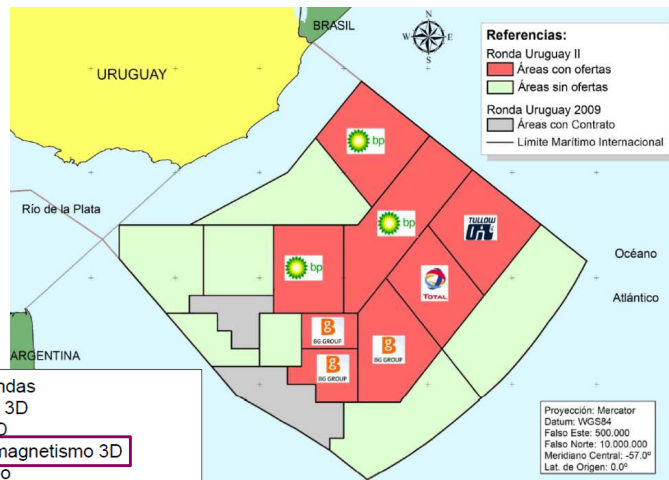 BRASIL
N
W
E
S
URUGUAY
Referencias:
Ronda Uruguay II
Áreas con ofertas
Áreas sin ofertas
Ronda Uruguay 2009
Áreas con Contrato
Límite Marítimo Internacional
bp
Río de la Plata
bp
TULLOW
Oil
Océano
Atlántico
bp
TOTAL
BG GROUP
BG GROUP
BG GROUP
ARGENTINA
ndas
3D
magnetismo 3D
o
Proyección: Mercator
Datum: WGS84
Falso Este: 500.000
Falso Norte: 10.000.000
Meridiano Central: -57.0º
Lat. de Origen: 0.0º